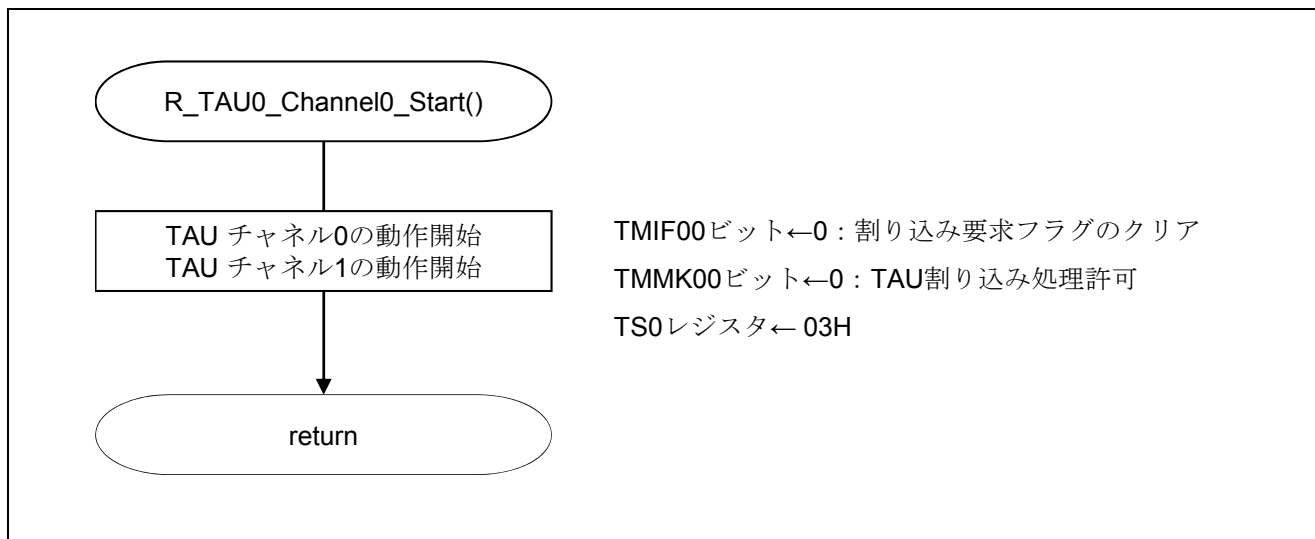 R_TAU0_Channel0_Start()
TAU チャネル0の動作開始
TAU チャネル1の動作開始
TMIF00ビット←0：割り込み要求フラグのクリア
TMMK00ビット←0：TAU割り込み処理許可
TS0レジスタ← 03H
return